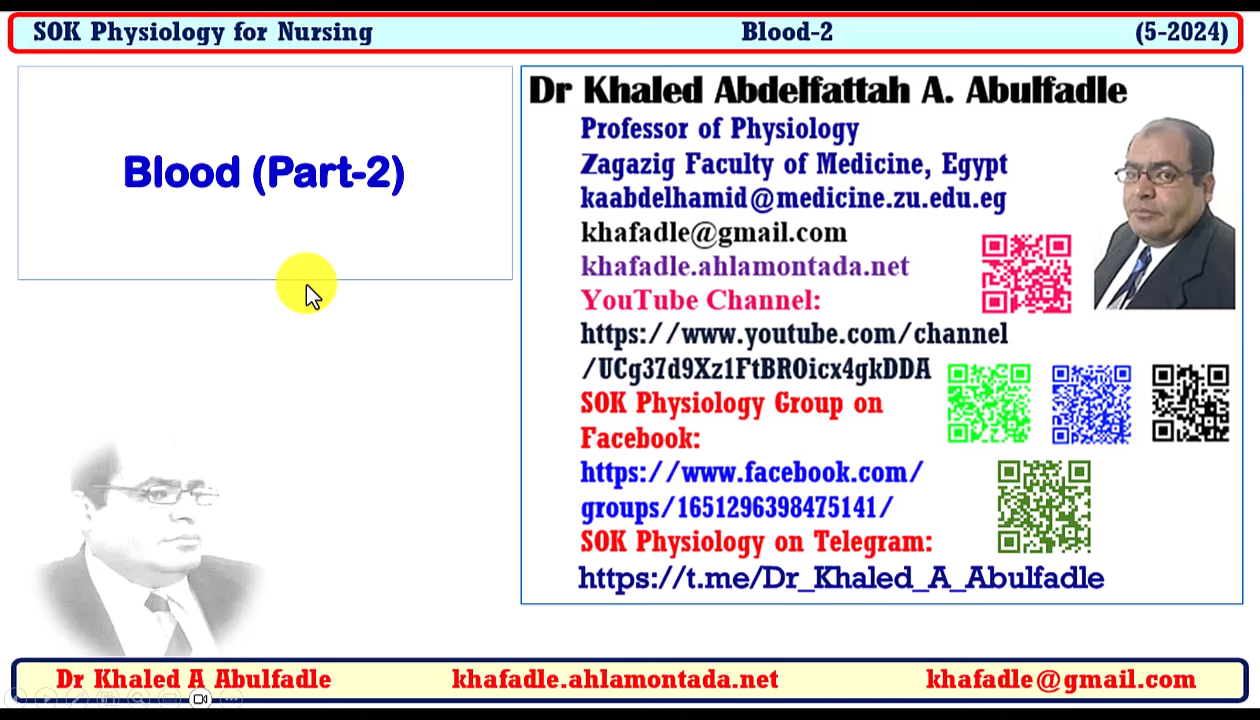 SOK Physiology for Nursing Blood-2 (5-2024)
Blood (Part-2)
Dr Khaled Abdelfattah A. Abulfadle
Professor of Physiology
Zagazig Faculty of Medicine, Egypt
kaabdelhamid@medicine.zu.edu.eg
khafadle@gmail.com
khafadle.ahlamontada.net
YouTube Channel:
https://www.youtube.com/channel
/UCg37d9Xz1FtBROicx4gkDDA
SOK Physiology Group on
Facebook:
https://www.facebook.com/
groups/1651296398475141/
SOK Physiology on Telegram:
https://t.me/Dr_Khaled_A_Abulfadle
Dr Khaled A Abulfadle khafadle.ahlamontada.net khafadle@gmail.com